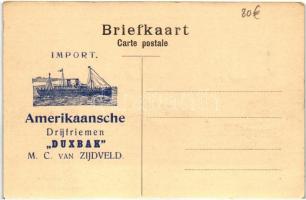 80€
Briefkaart
Carte postale
IMPORT.
Amerikaansche
Drijfriemen
„DUXBAK”
M. C. VAN ZIJDVELD.